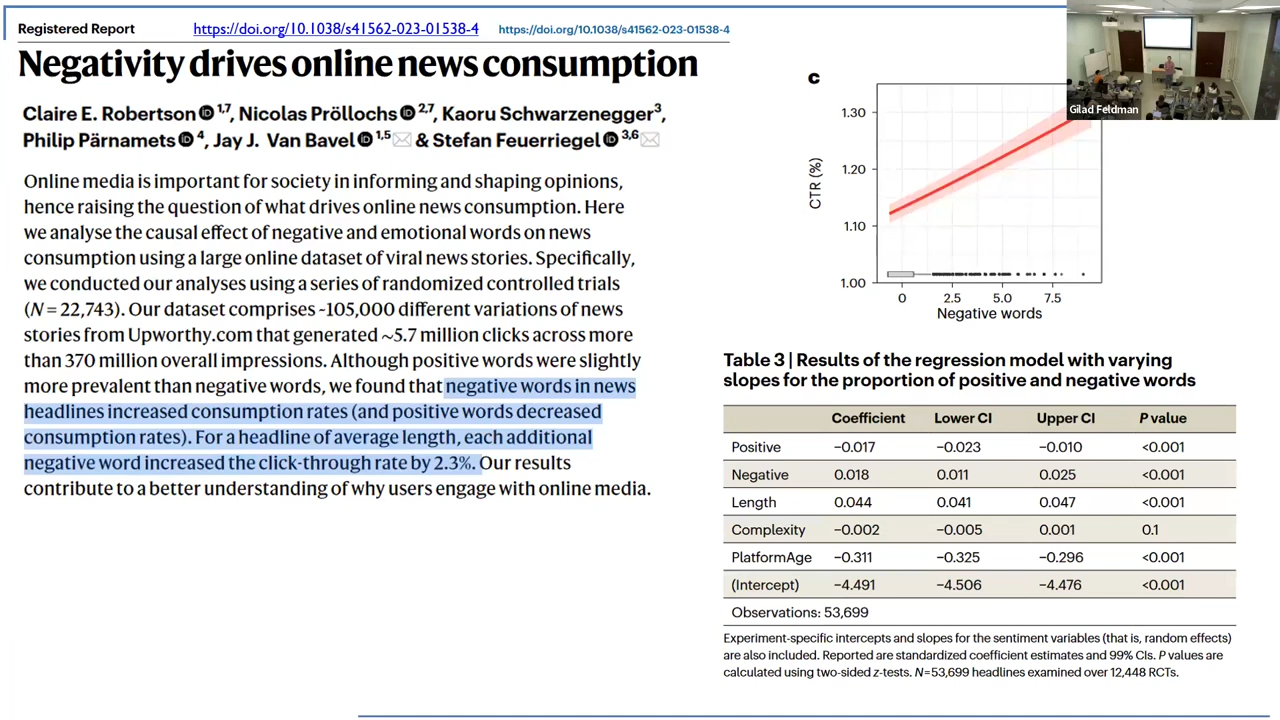 Registered Report
https://doi.org/10.1038/s41562-023-01538-4
https://doi.org/10.1038/s41562-023-01538-4
Negativity drives online news consumption
Claire E. Robertson 1,7, Nicolas Pröllochs 2,7, Kaoru Schwarzenegger3,
Philip Pärnamets 4, Jay J. Van Bavel 1,5 & Stefan Feuerriegel 3,6
Online media is important for society in informing and shaping opinions,
hence raising the question of what drives online news consumption. Here
we analyse the causal effect of negative and emotional words on news
consumption using a large online dataset of viral news stories. Specifically,
we conducted our analyses using a series of randomized controlled trials
(N = 22,743). Our dataset comprises ~105,000 different variations of news
stories from Upworthy.com that generated ~5.7 million clicks across more
than 370 million overall impressions. Although positive words were slightly
more prevalent than negative words, we found that negative words in news
headlines increased consumption rates (and positive words decreased
consumption rates). For a headline of average length, each additional
negative word increased the click-through rate by 2.3%. Our results
contribute to a better understanding of why users engage with online media.
c
CTR (%)
1.30
1.20
1.10
1.00
0 2.5 5.0 7.5
Negative words
Gilad Feldman
Table 3 | Results of the regression model with varying
slopes for the proportion of positive and negative words
Coefficient Lower CI Upper CI P value
Positive −0.017 −0.023 −0.010 <0.001
Negative 0.018 0.011 0.025 <0.001
Length 0.044 0.041 0.047 <0.001
Complexity −0.002 −0.005 0.001 0.1
PlatformAge −0.311 −0.325 −0.296 <0.001
(Intercept) −4.491 −4.506 −4.476 <0.001
Observations: 53,699
Experiment-specific intercepts and slopes for the sentiment variables (that is, random effects)
are also included. Reported are standardized coefficient estimates and 99% CIs. P values are
calculated using two-sided z-tests. N=53,699 headlines examined over 12,448 RCTs.